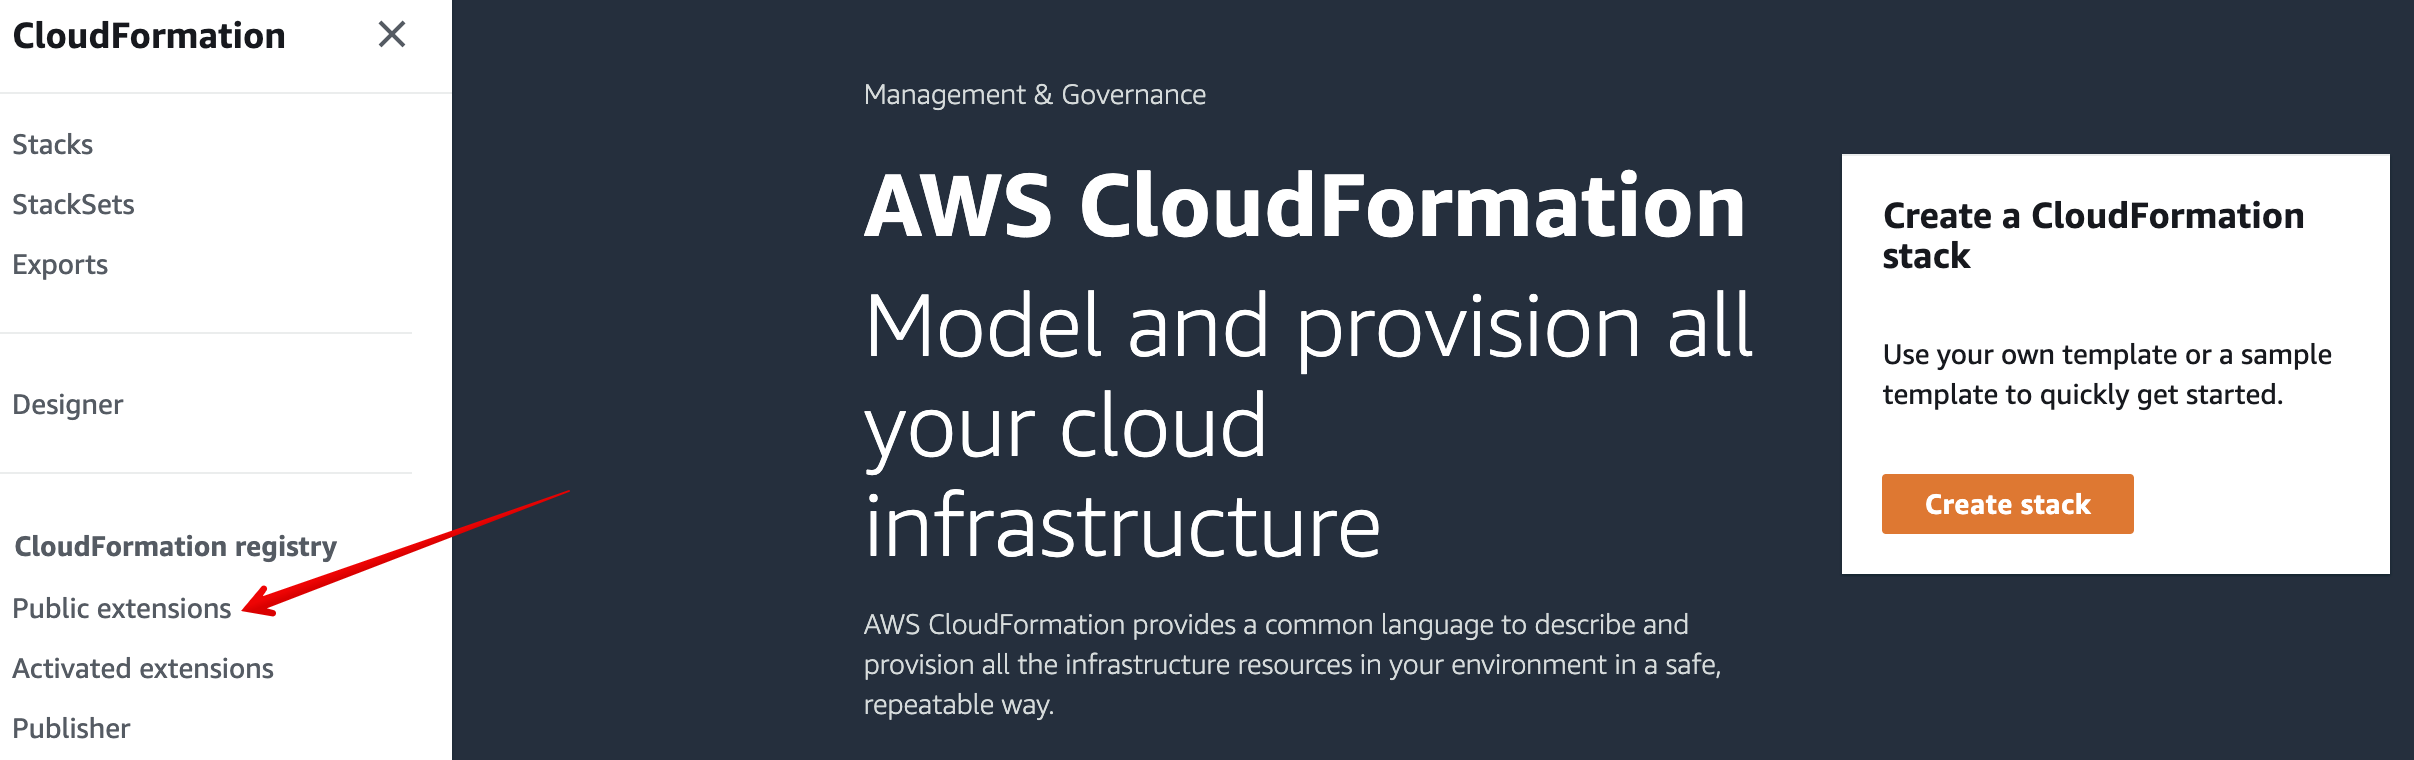 CloudFormation
Stacks
StackSets
Exports
Designer
CloudFormation registry
Public extensions
Activated extensions
Publisher
Management & Governance
AWS CloudFormation
Model and provision all
your cloud
infrastructure
AWS CloudFormation provides a common language to describe and
provision all the infrastructure resources in your environment in a safe,
repeatable way.
Create a CloudFormation
stack
Use your own template or a sample
template to quickly get started.
Create stack